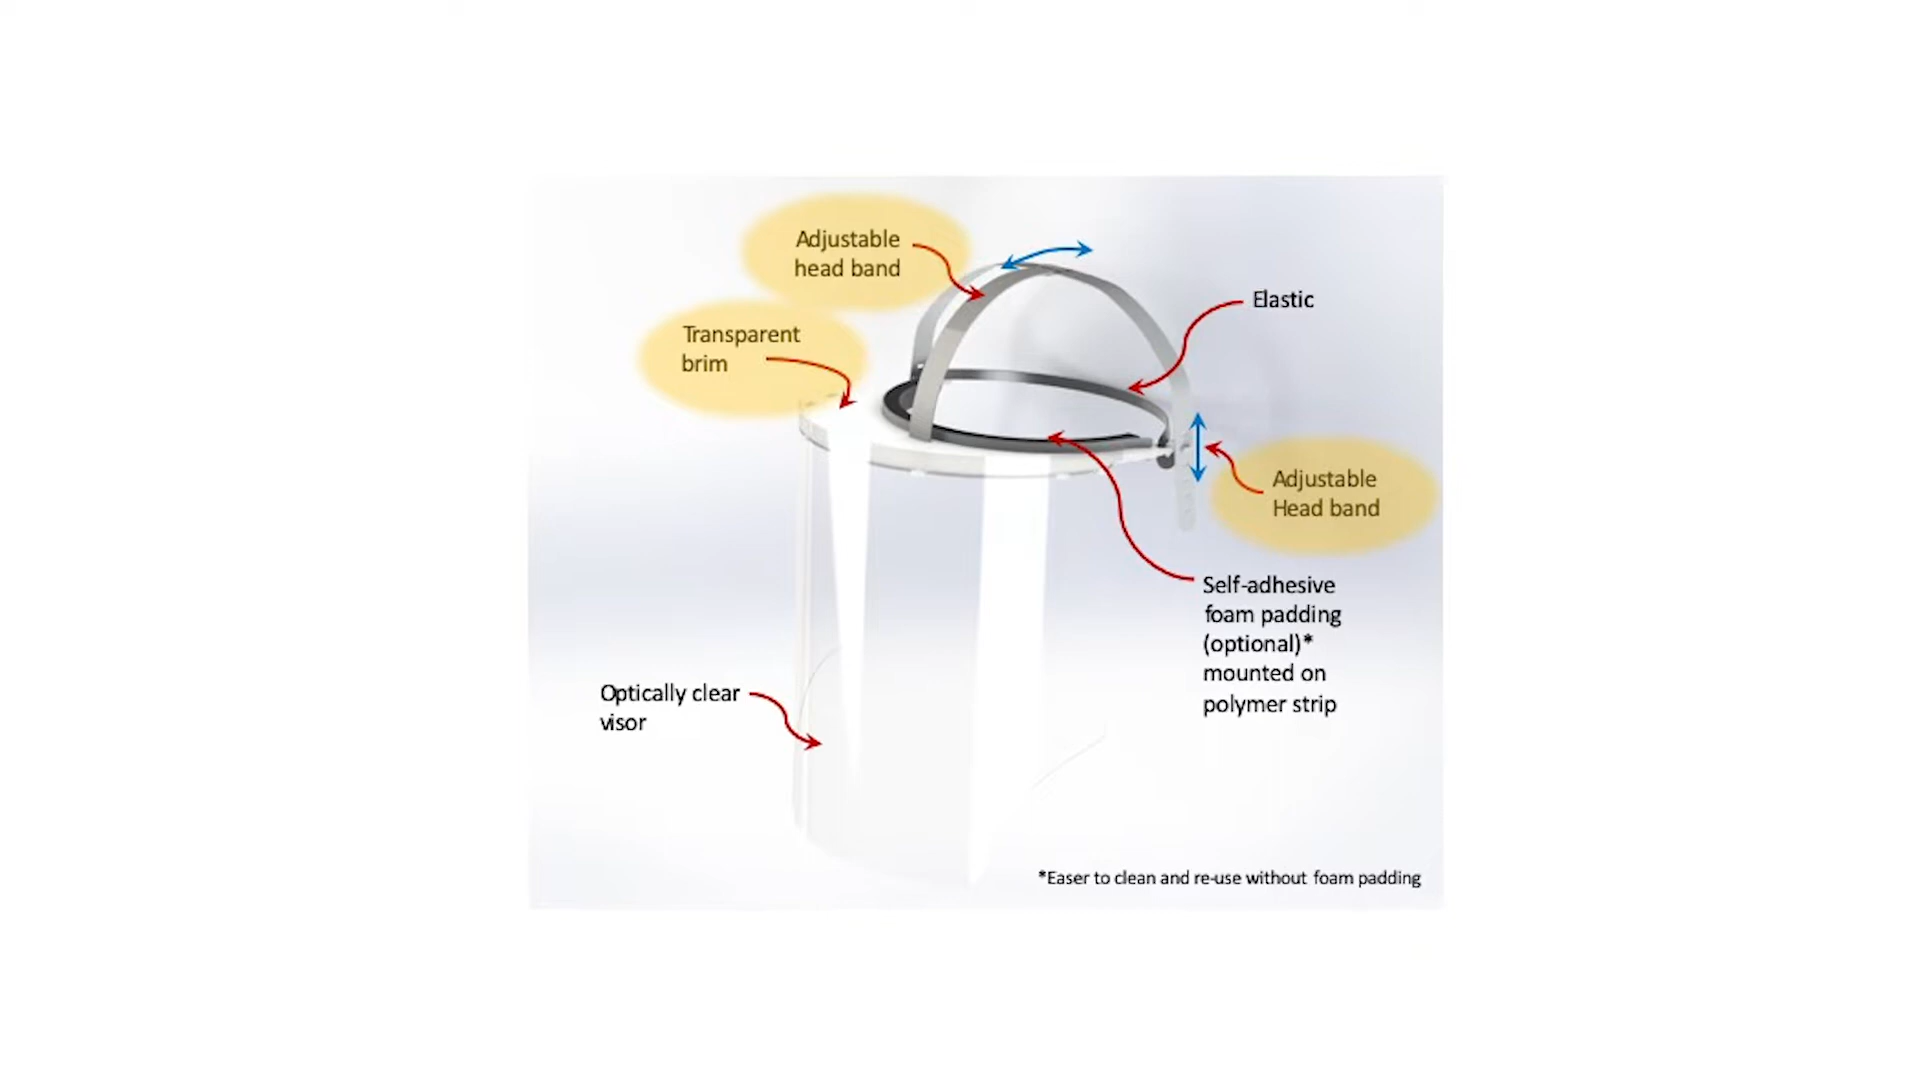 Adjustable
head band
Transparent
brim
Elastic
Adjustable
Head band
Self-adhesive
foam padding
(optional)*
mounted on
polymer strip
Optically clear
visor
*Easer to clean and re-use without foam padding